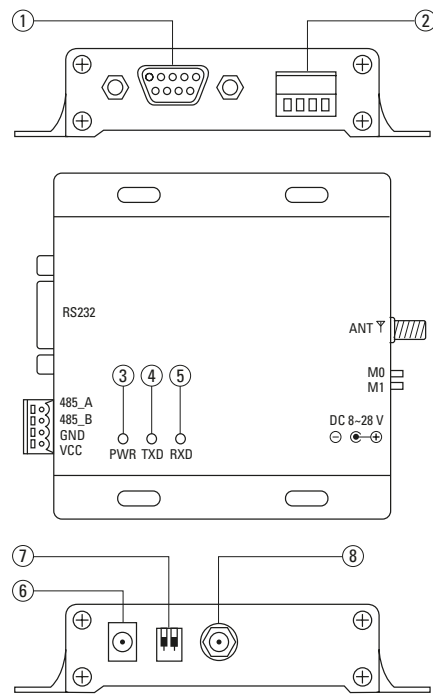 1
2
RS232
ANT
3 4 5
M0
M1
485_A
485_B
GND
VCC
PWR TXD RXD
DC 8~28 V
7
8
6